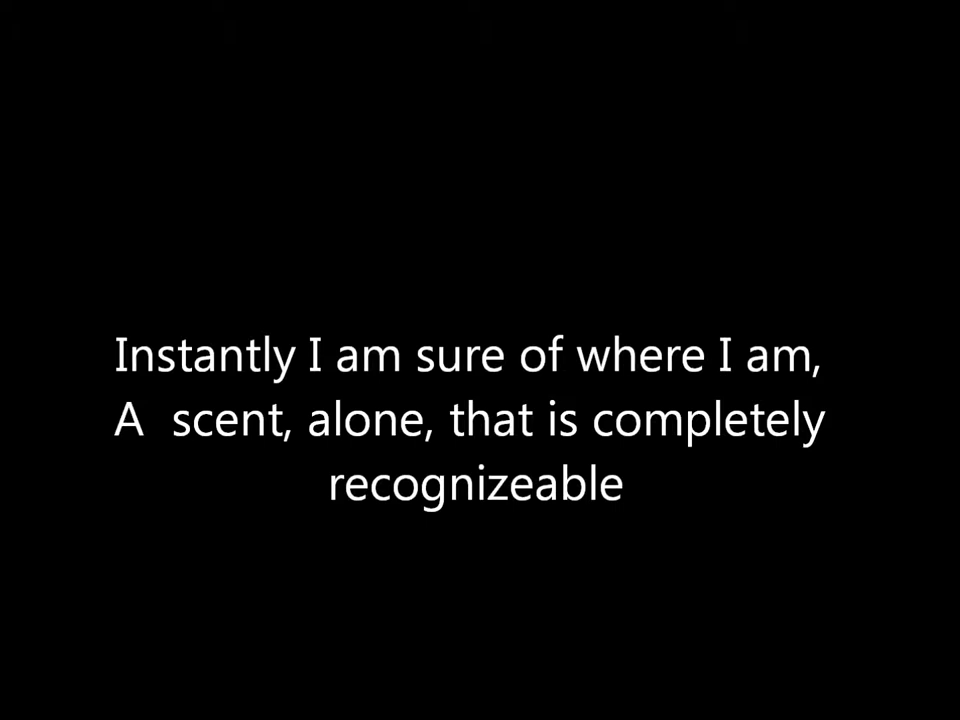 Instantly I am sure of where I am,
A  scent, alone, that is completely
recognizeable